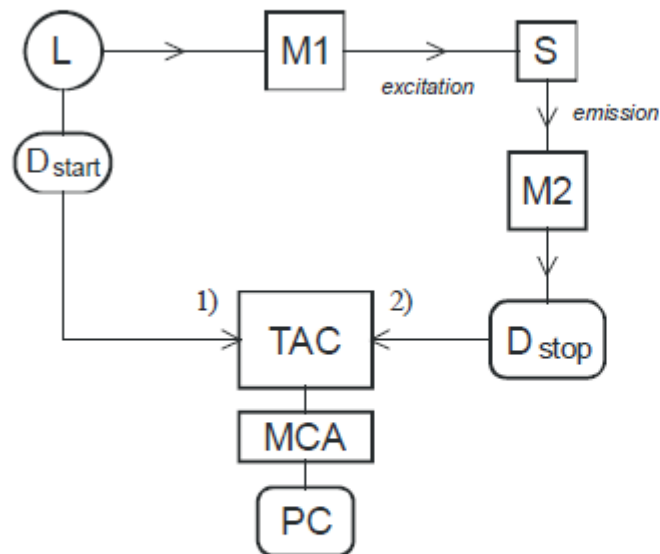 L
M1
S
excitation
emission
D start
M2
1)
2)
TAC
D stop
MCA
PC